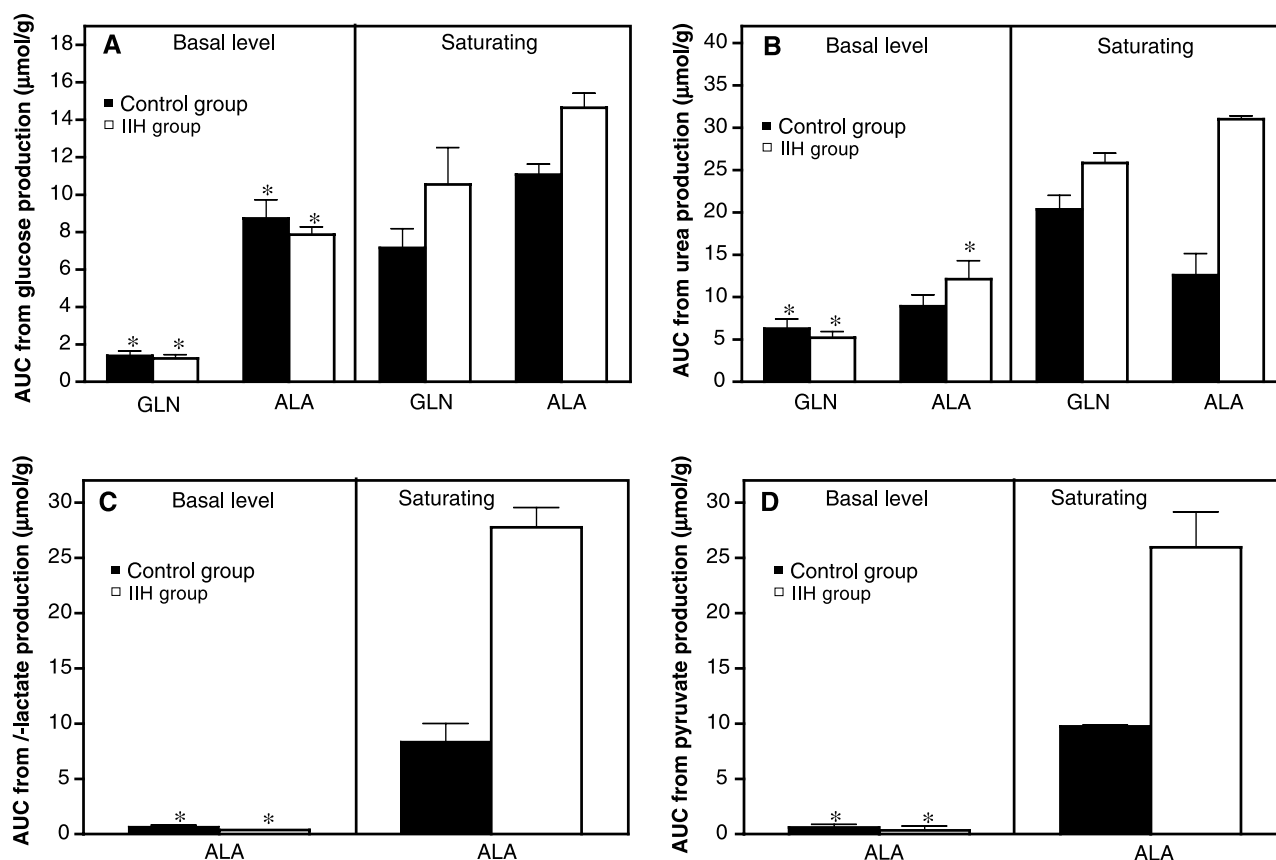 A
Basal level
Saturating
Control group
IIH group
AUC from glucose production (µmol/g)
18
16
14
12
10
8
6
4
2
0
*
*
*
*
GLN
ALA
GLN
ALA
B
Basal level
Saturating
Control group
IIH group
AUC from urea production (µmol/g)
40
35
30
25
20
15
10
5
0
*
*
*
GLN
ALA
GLN
ALA
C
Basal level
Saturating
Control group
IIH group
AUC from /-lactate production (µmol/g)
30
25
20
15
10
5
0
*
*
ALA
ALA
D
Basal level
Saturating
Control group
IIH group
AUC from pyruvate production (µmol/g)
30
25
20
15
10
5
0
*
*
ALA
ALA